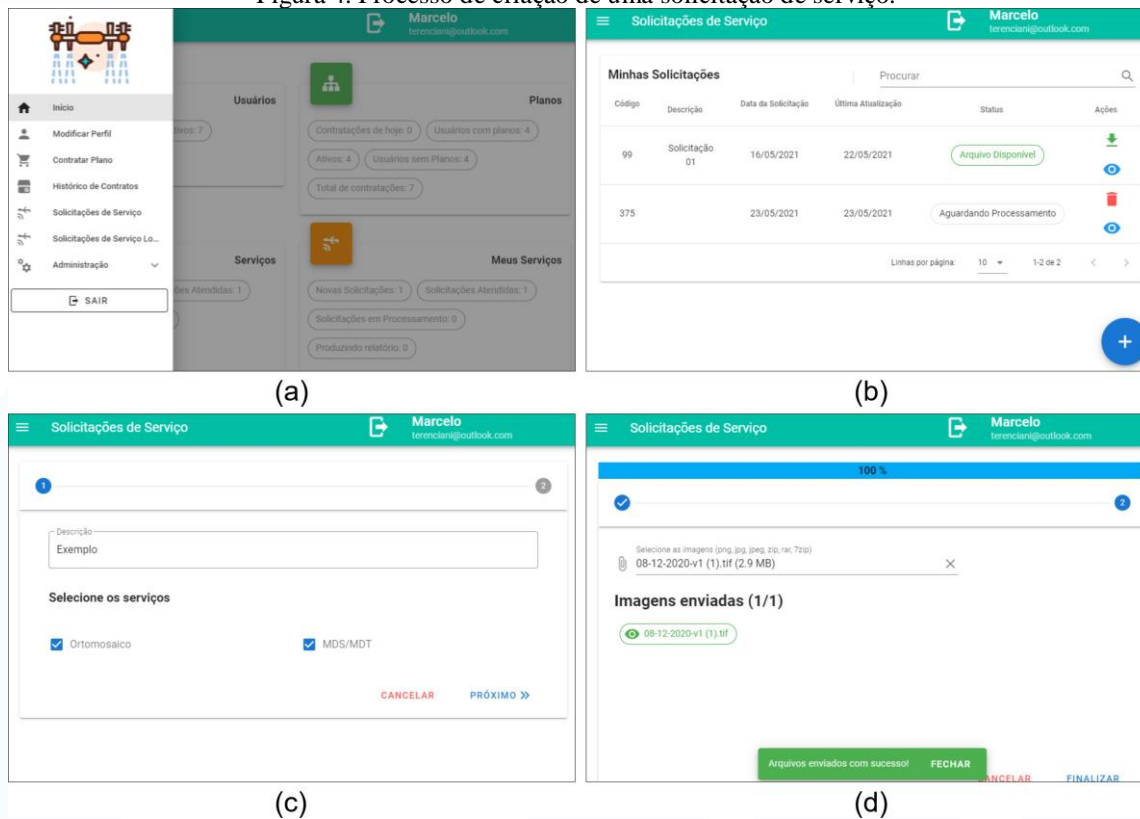 Figura 4. Processo de criação de uma solicitação de serviço.
Marcelo
terenciani@outlook.com
Início
Modificar Perfil
Contratar Plano
Histórico de Contratos
Solicitações de Serviço
Solicitações de Serviço Lo...
Administração
SAIR
Usuários
tivos: 7
Planos
Contratações de hoje: 0
Usuários com planos: 4
Ativos: 4
Usuários sem Planos: 4
Total de contratações: 7
Serviços
ões Atendidas: 1
Meus Serviços
Novas Solicitações: 1
Solicitações Atendidas: 1
Solicitações em Processamento: 0
Produzindo relatório: 0
(a)
Solicitações de Serviço
Marcelo
terenciani@outlook.com
Minhas Solicitações
Procurar
Código Descrição Data da Solicitação Última Atualização Status Ações
99 Solicitação 16/05/2021 22/05/2021 Arquivo Disponível
01
375 23/05/2021 23/05/2021 Aguardando Processamento
Linhas por página: 10 1-2 de 2
+
(b)
Solicitações de Serviço
Marcelo
terenciani@outlook.com
1 2
Descrição
Exemplo
Selecione os serviços
Ortomosaico MDS/MDT
CANCELAR PRÓXIMO
(c)
Solicitações de Serviço
Marcelo
terenciani@outlook.com
100 %
2
Selecione as imagens (png, jpg, jpeg, zip, rar, 7zip)
08-12-2020-v1 (1).tif (2.9 MB)
Imagens enviadas (1/1)
08-12-2020-v1 (1).tif
Arquivos enviados com sucesso! FECHAR
CANCELAR FINALIZAR
(d)